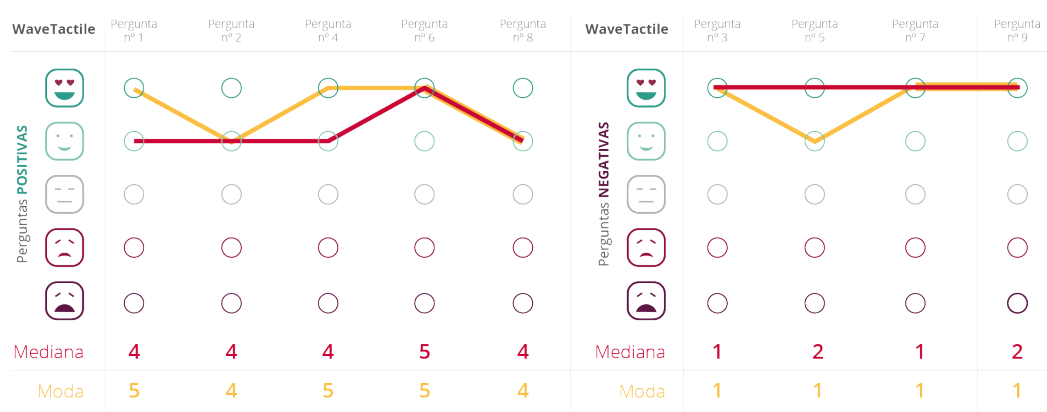 WaveTactile
Pergunta
nº 1
Pergunta
nº 2
Pergunta
nº 4
Pergunta
nº 6
Pergunta
nº 8
Perguntas POSITIVAS
Mediana 4 4 4 5 4
Moda 5 4 5 5 4
WaveTactile
Pergunta
nº 3
Pergunta
nº 5
Pergunta
nº 7
Pergunta
nº 9
Perguntas NEGATIVAS
Mediana 1 2 1 2
Moda 1 1 1 1